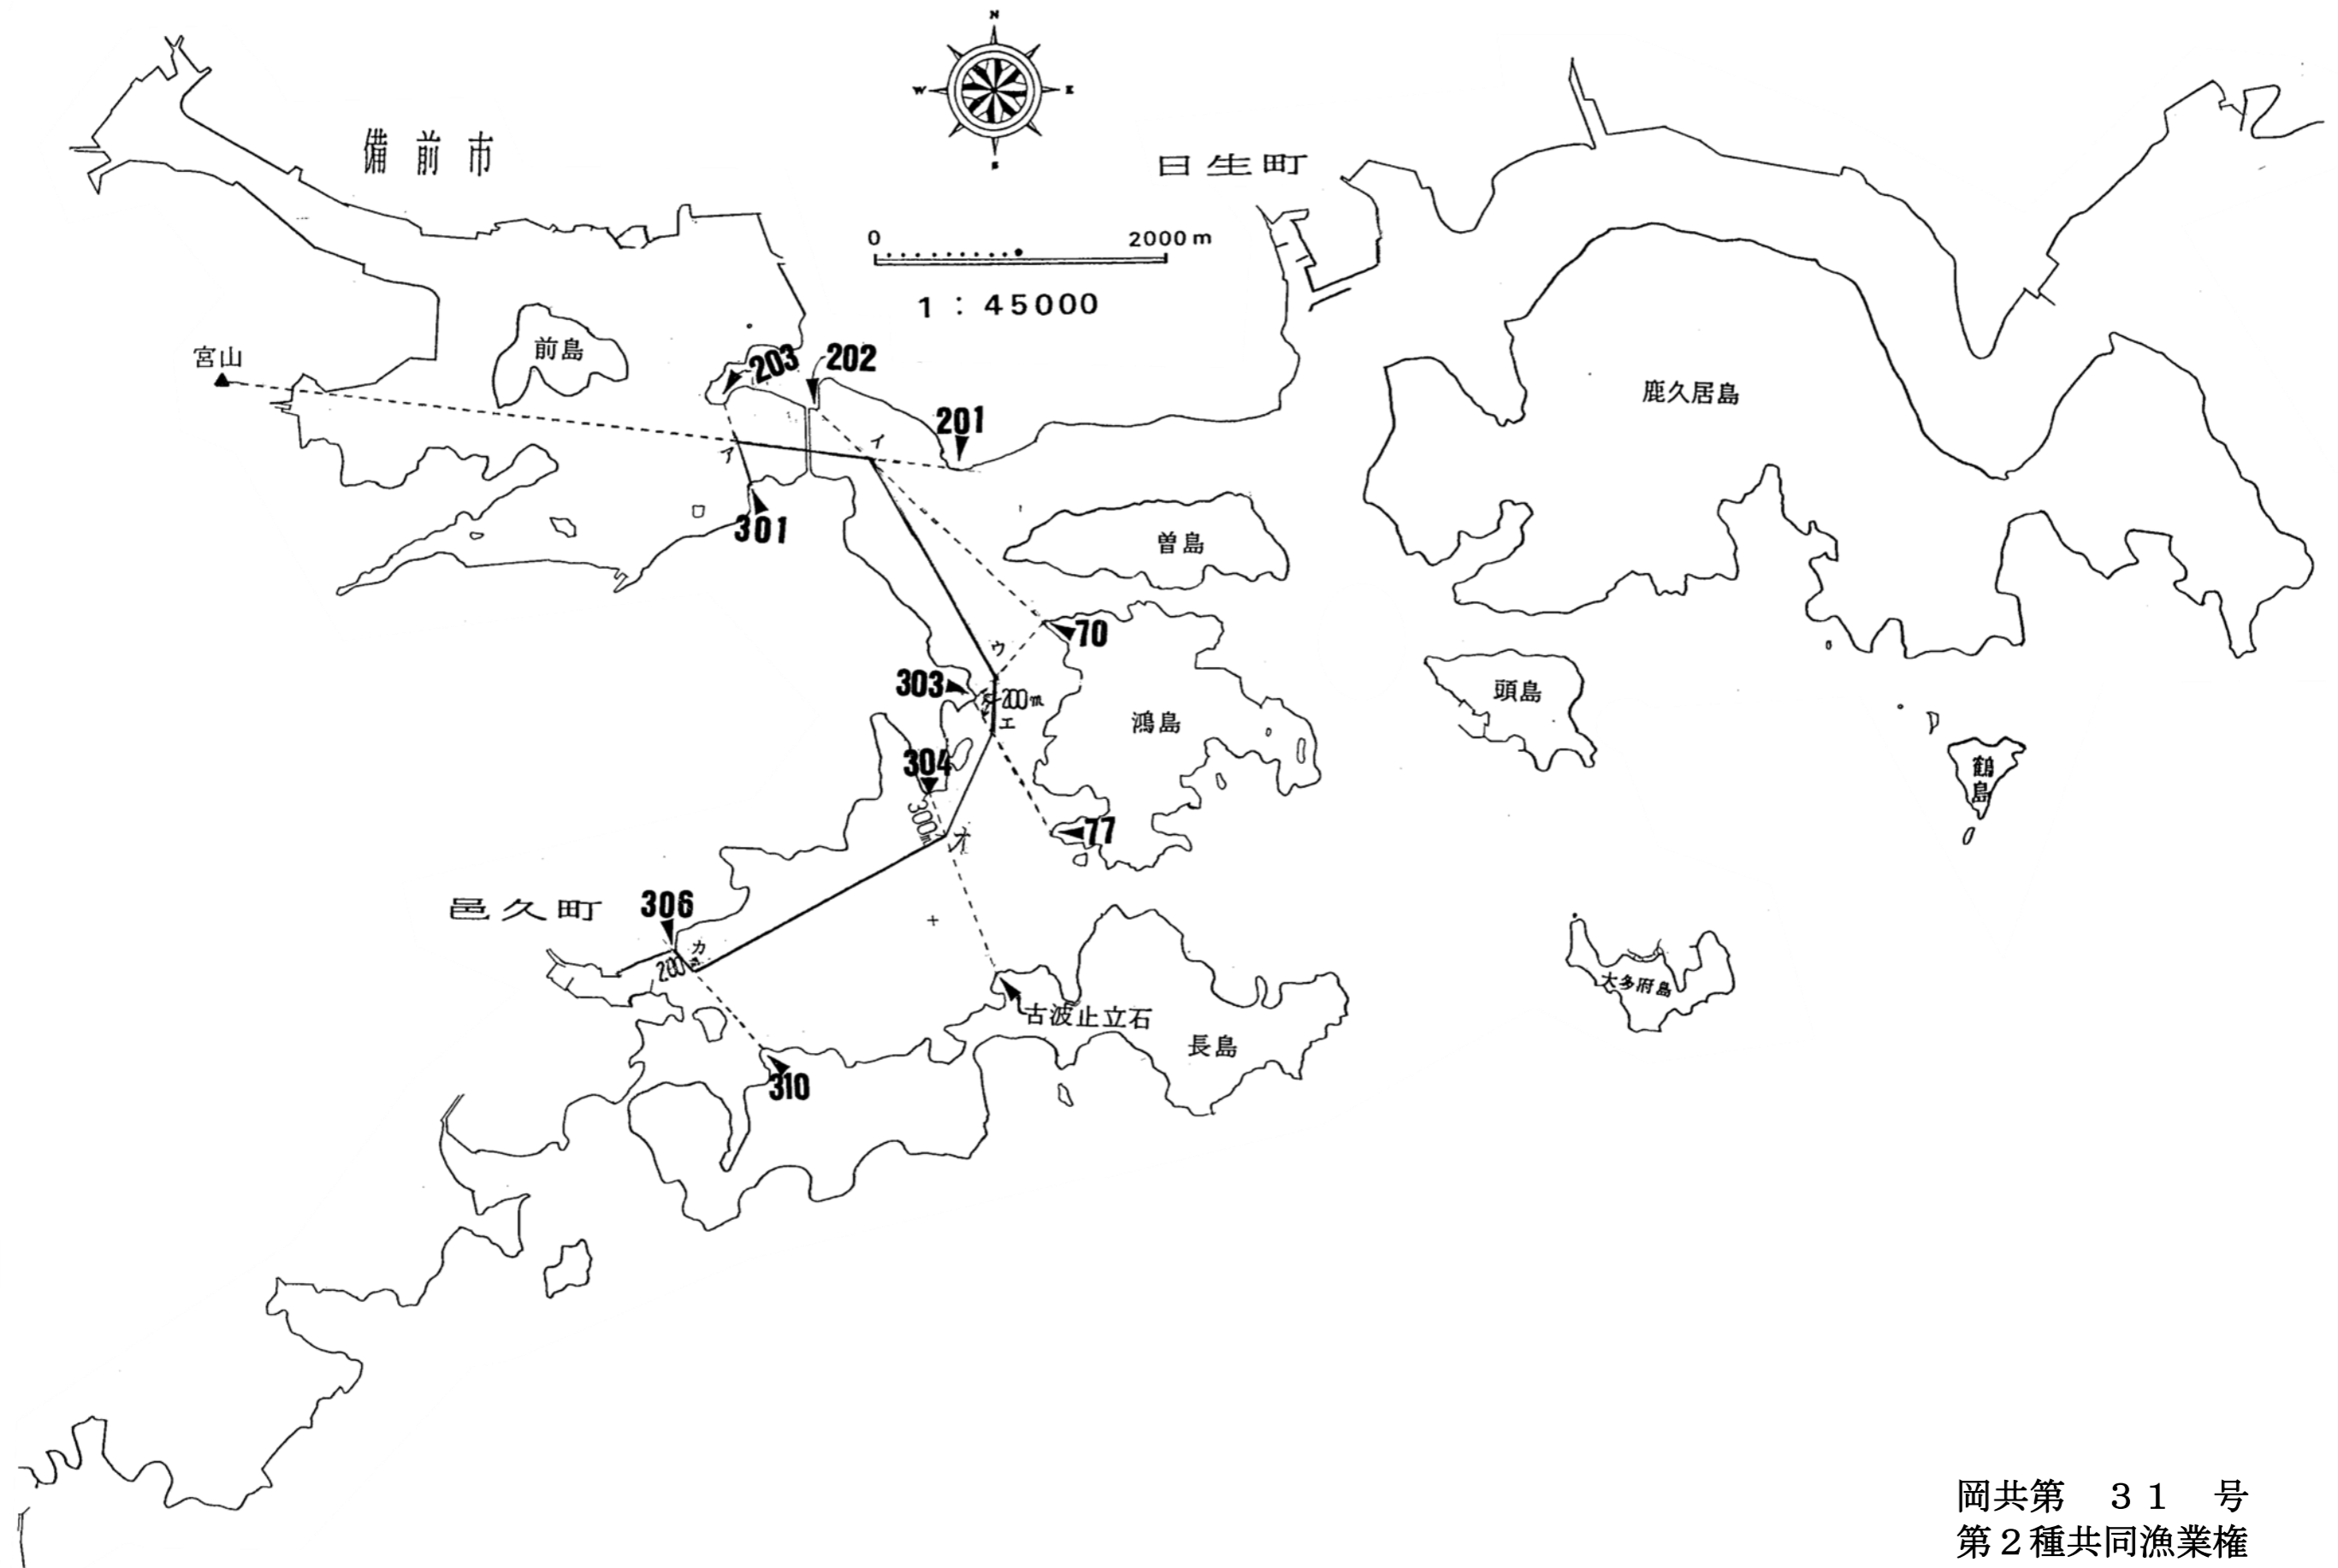 N
W E
S
備前市
日生町
0 2000m
1:45000
宮山
前島
203
202
201
鹿久居島
ア
イ
301
曽島
70
ウ
303
200m
エ
鴻島
頭島
304
300m
オ
77
鶴島
邑久町
306
カ
200
大多府島
古波止立石
長島
310
岡共第 31 号
第2種共同漁業権